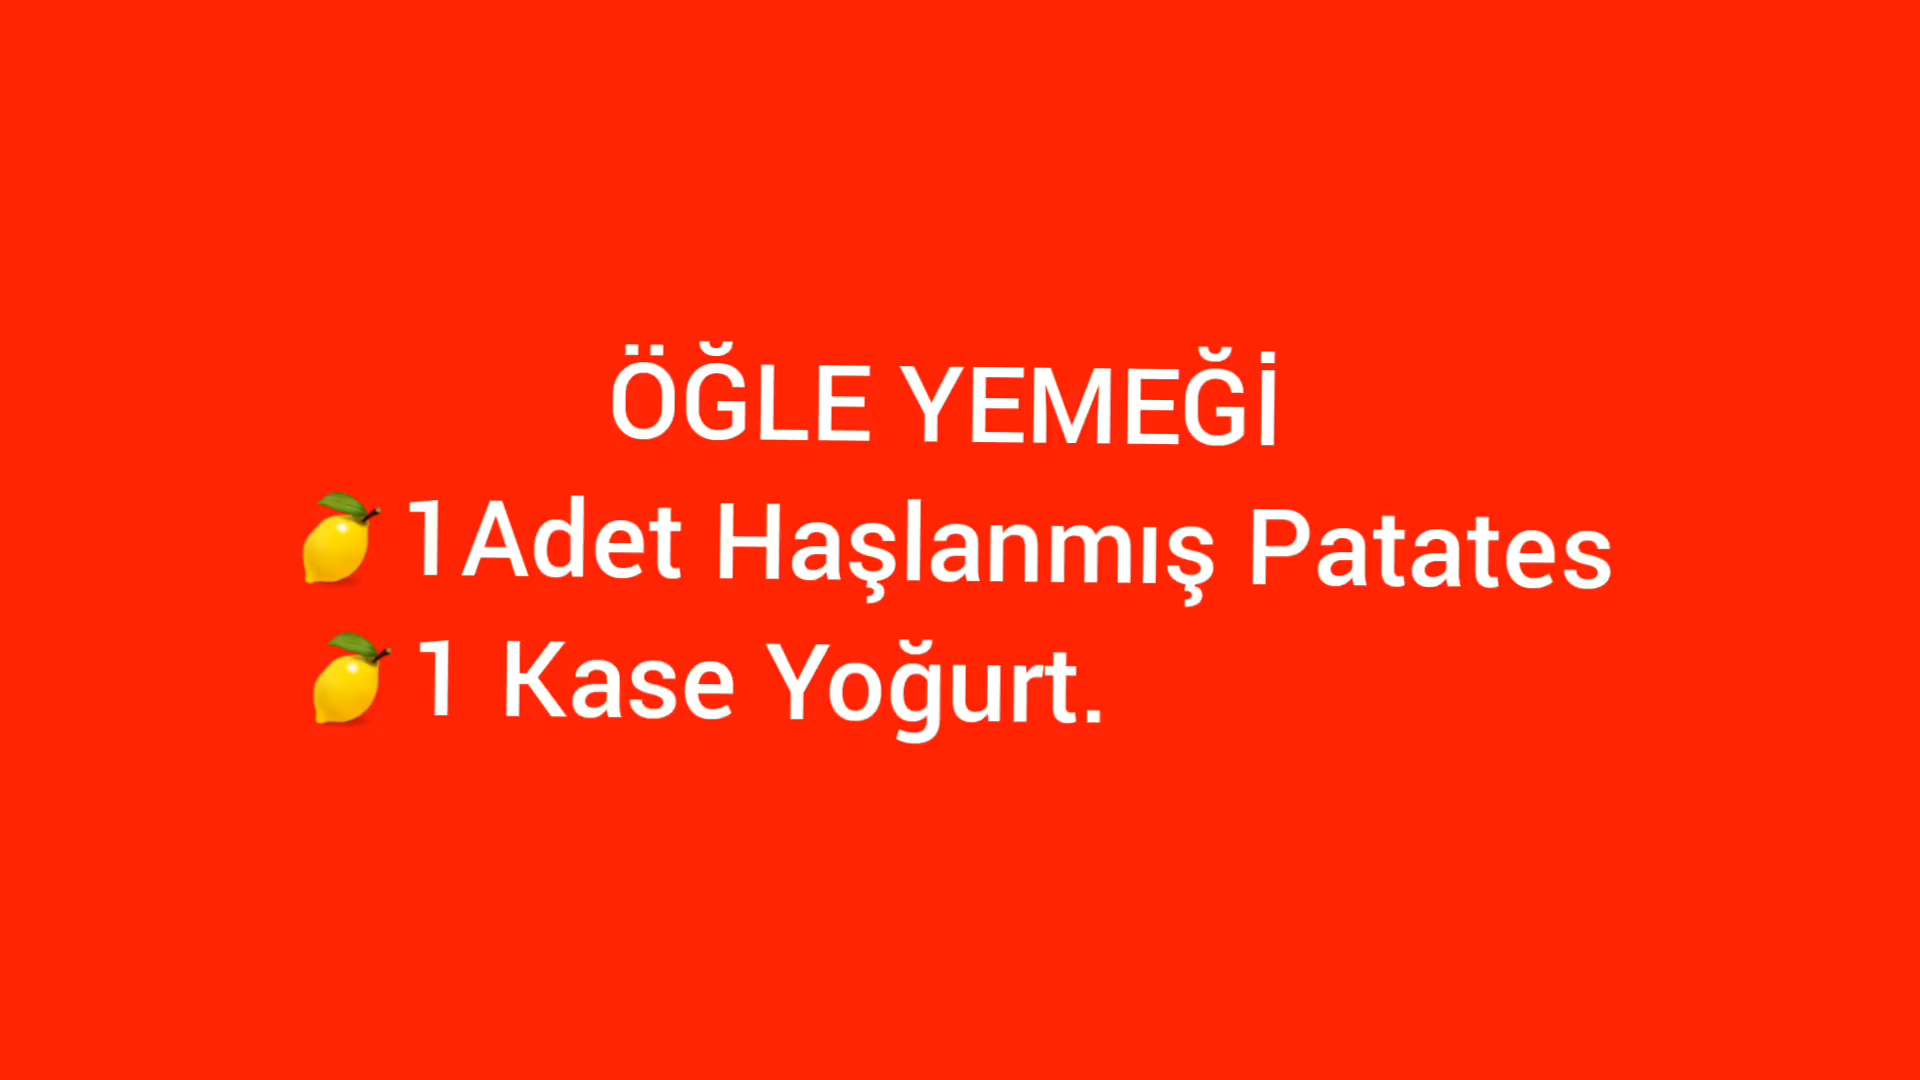 ÖĞLE YEMEĞİ
🍋 1Adet Haşlanmış Patates
🍋 1 Kase Yoğurt.